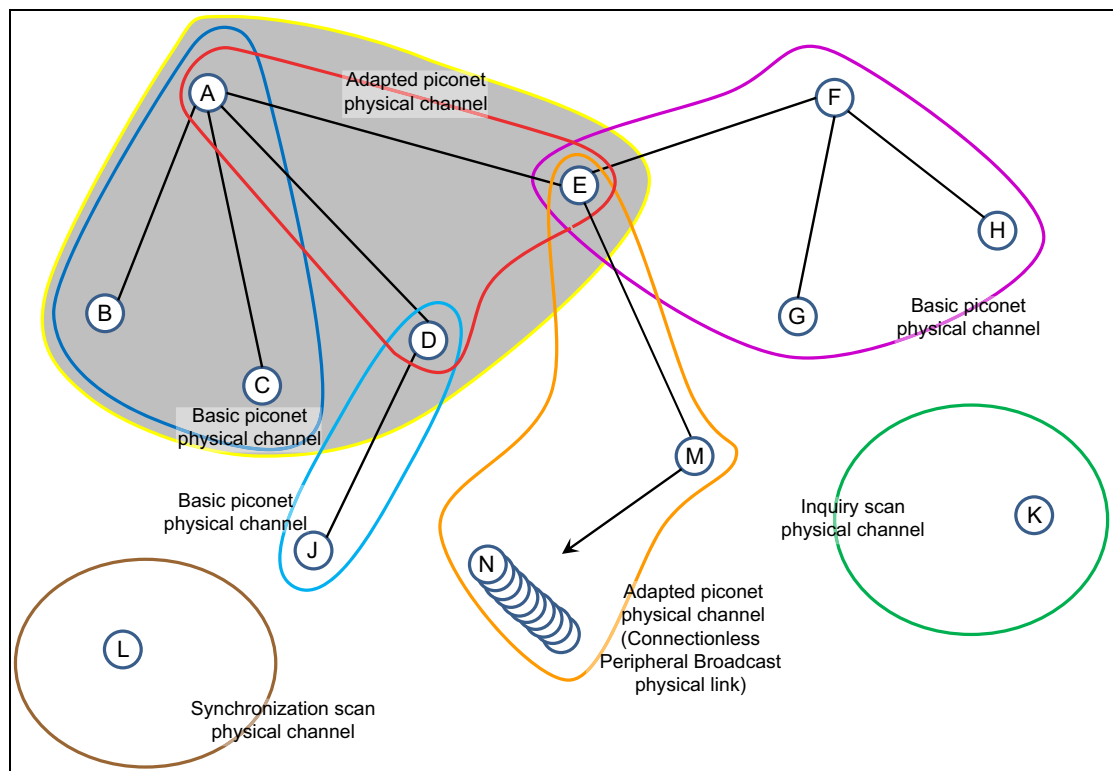 A
Adapted piconet
physical channel
F
E
H
B
G
Basic piconet
physical channel
D
C
Basic piconet
physical channel
M
Basic piconet
physical channel
Inquiry scan
physical channel
K
J
N
Adapted piconet
physical channel
(Connectionless
Peripheral Broadcast
physical link)
L
Synchronization scan
physical channel